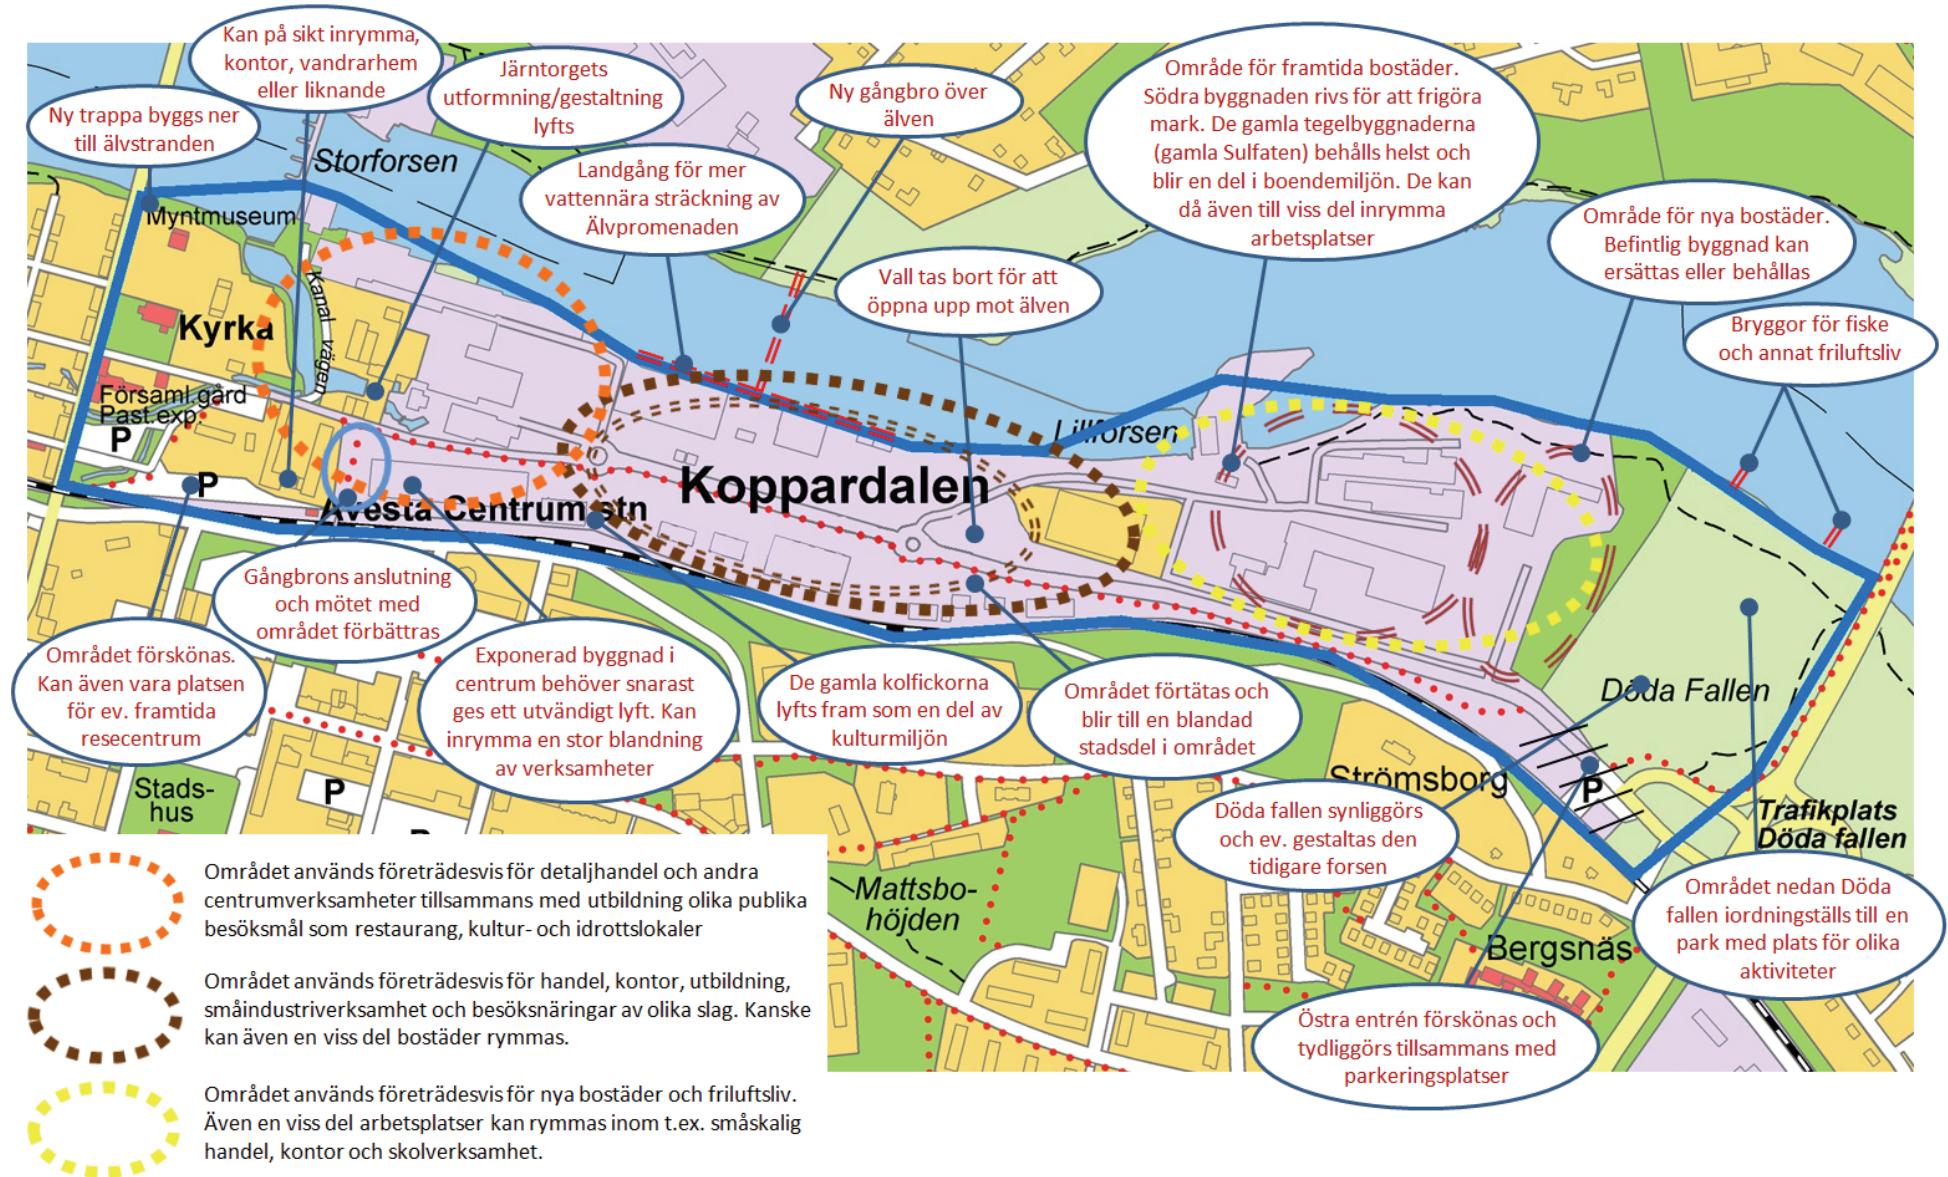 Kan på sikt inrymma,
kontor, vandrarhem
eller liknande
Järntorgets
utformning/gestaltning
lyfts
Ny gångbro över
älven
Område för framtida bostäder.
Södra byggnaden rivs för att frigöra
mark. De gamla tegelbyggnaderna
(gamla Sulfaten) behålls helst och
blir en del i boendemiljön. De kan
då även till viss del inrymma
arbetsplatser
Ny trappa byggs ner
till älvstranden
Storforsen
Landgång för mer
vattennära sträckning av
Älvpromenaden
Område för nya bostäder.
Befintlig byggnad kan
ersättas eller behållas
Myntmuseum
Vall tas bort för att
öppna upp mot älven
Bryggor för fiske
och annat friluftsliv
Kanal
vägen
Kyrka
Församl.gård
Past.exp.
P
P
Lillforsen
Koppardalen
Avesta Centrum stn
Gångbrons anslutning
och mötet med
området förbättras
Området förskönas.
Kan även vara platsen
för ev. framtida
resecentrum
Exponerad byggnad i
centrum behöver snarast
ges ett utvändigt lyft. Kan
inrymma en stor blandning
av verksamheter
De gamla kolfickorna
lyfts fram som en del av
kulturmiljön
Området förtätas och
blir till en blandad
stadsdel i området
Döda Fallen
Strömsborg
P
Stads-
hus
P
Döda fallen synliggörs
och ev. gestaltas den
tidigare forsen
Trafikplats
Döda fallen
Mattsbo-
höjden
Bergsnäs
Området nedan Döda
fallen iordningställs till en
park med plats för olika
aktiviteter
Östra entrén förskönas och
tydliggörs tillsammans med
parkeringsplatser
Området används företrädesvis för detaljhandel och andra
centrumverksamheter tillsammans med utbildning olika publika
besöksmål som restaurang, kultur- och idrottslokaler
Området används företrädesvis för handel, kontor, utbildning,
småindustriverksamhet och besöksnäringar av olika slag. Kanske
kan även en viss del bostäder rymmas.
Området används företrädesvis för nya bostäder och friluftsliv.
Även en viss del arbetsplatser kan rymmas inom t.ex. småskalig
handel, kontor och skolverksamhet.